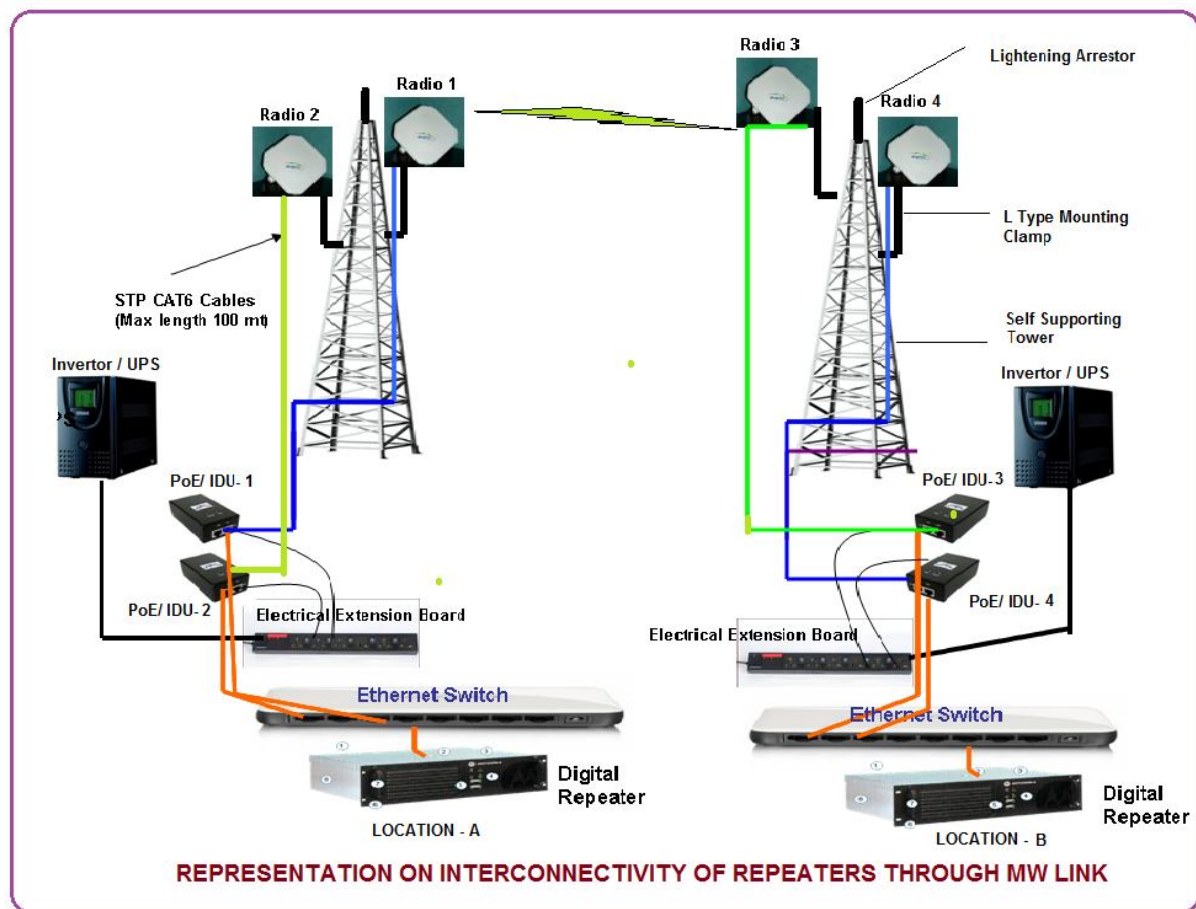 Radio 3
Lightening Arrestor
Radio 1
Radio 2
Radio 4
L Type Mounting
Clamp
STP CAT6 Cables
(Max length 100 mt)
Self Supporting
Tower
Invertor / UPS
Invertor / UPS
PoE/ IDU- 1
PoE/ IDU-3
PoE/ IDU- 2
PoE/ IDU- 4
Electrical Extension Board
Electrical Extension Board
Ethernet Switch
Ethernet Switch
Digital
Repeater
LOCATION - A
Digital
Repeater
LOCATION - B
REPRESENTATION ON INTERCONNECTIVITY OF REPEATERS THROUGH MW LINK